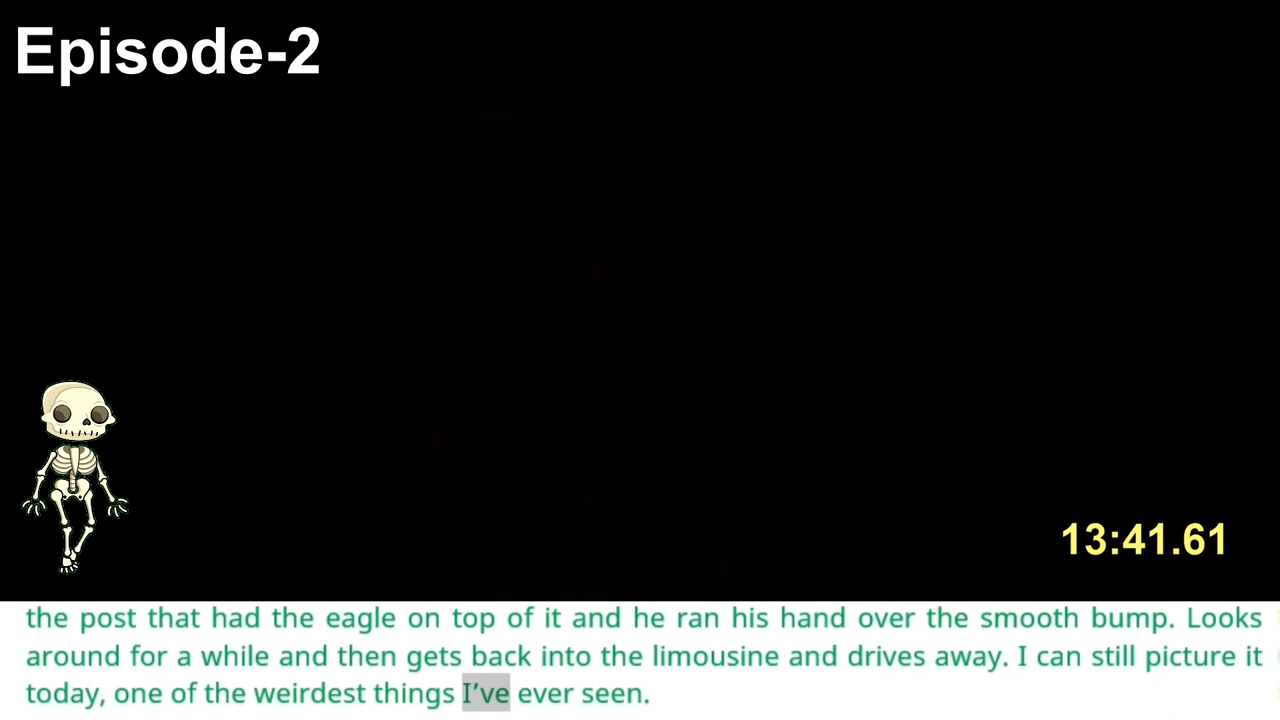 Episode-2
13:41.61
the post that had the eagle on top of it and he ran his hand over the smooth bump. Looks
around for a while and then gets back into the limousine and drives away. I can still picture it
today, one of the weirdest things I’ve ever seen.